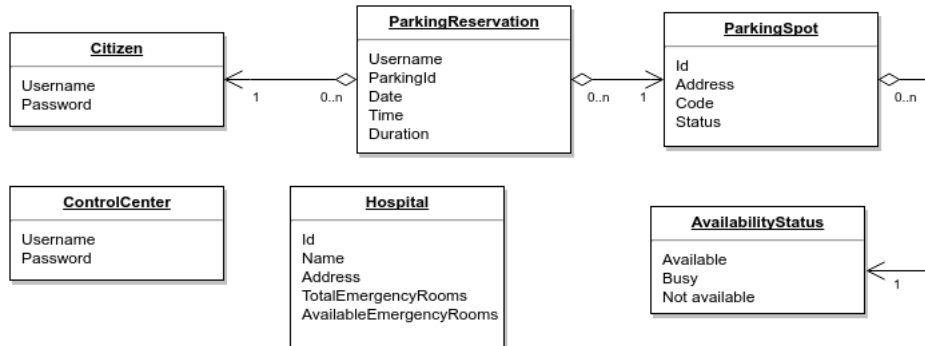 Citizen
Username
Password
1
0..n
ParkingReservation
Username
ParkingId
Date
Time
Duration
0..n
1
ParkingSpot
Id
Address
Code
Status
0..n
ControlCenter
Username
Password
Hospital
Id
Name
Address
TotalEmergencyRooms
AvailableEmergencyRooms
AvailabilityStatus
Available
Busy
Not available
1